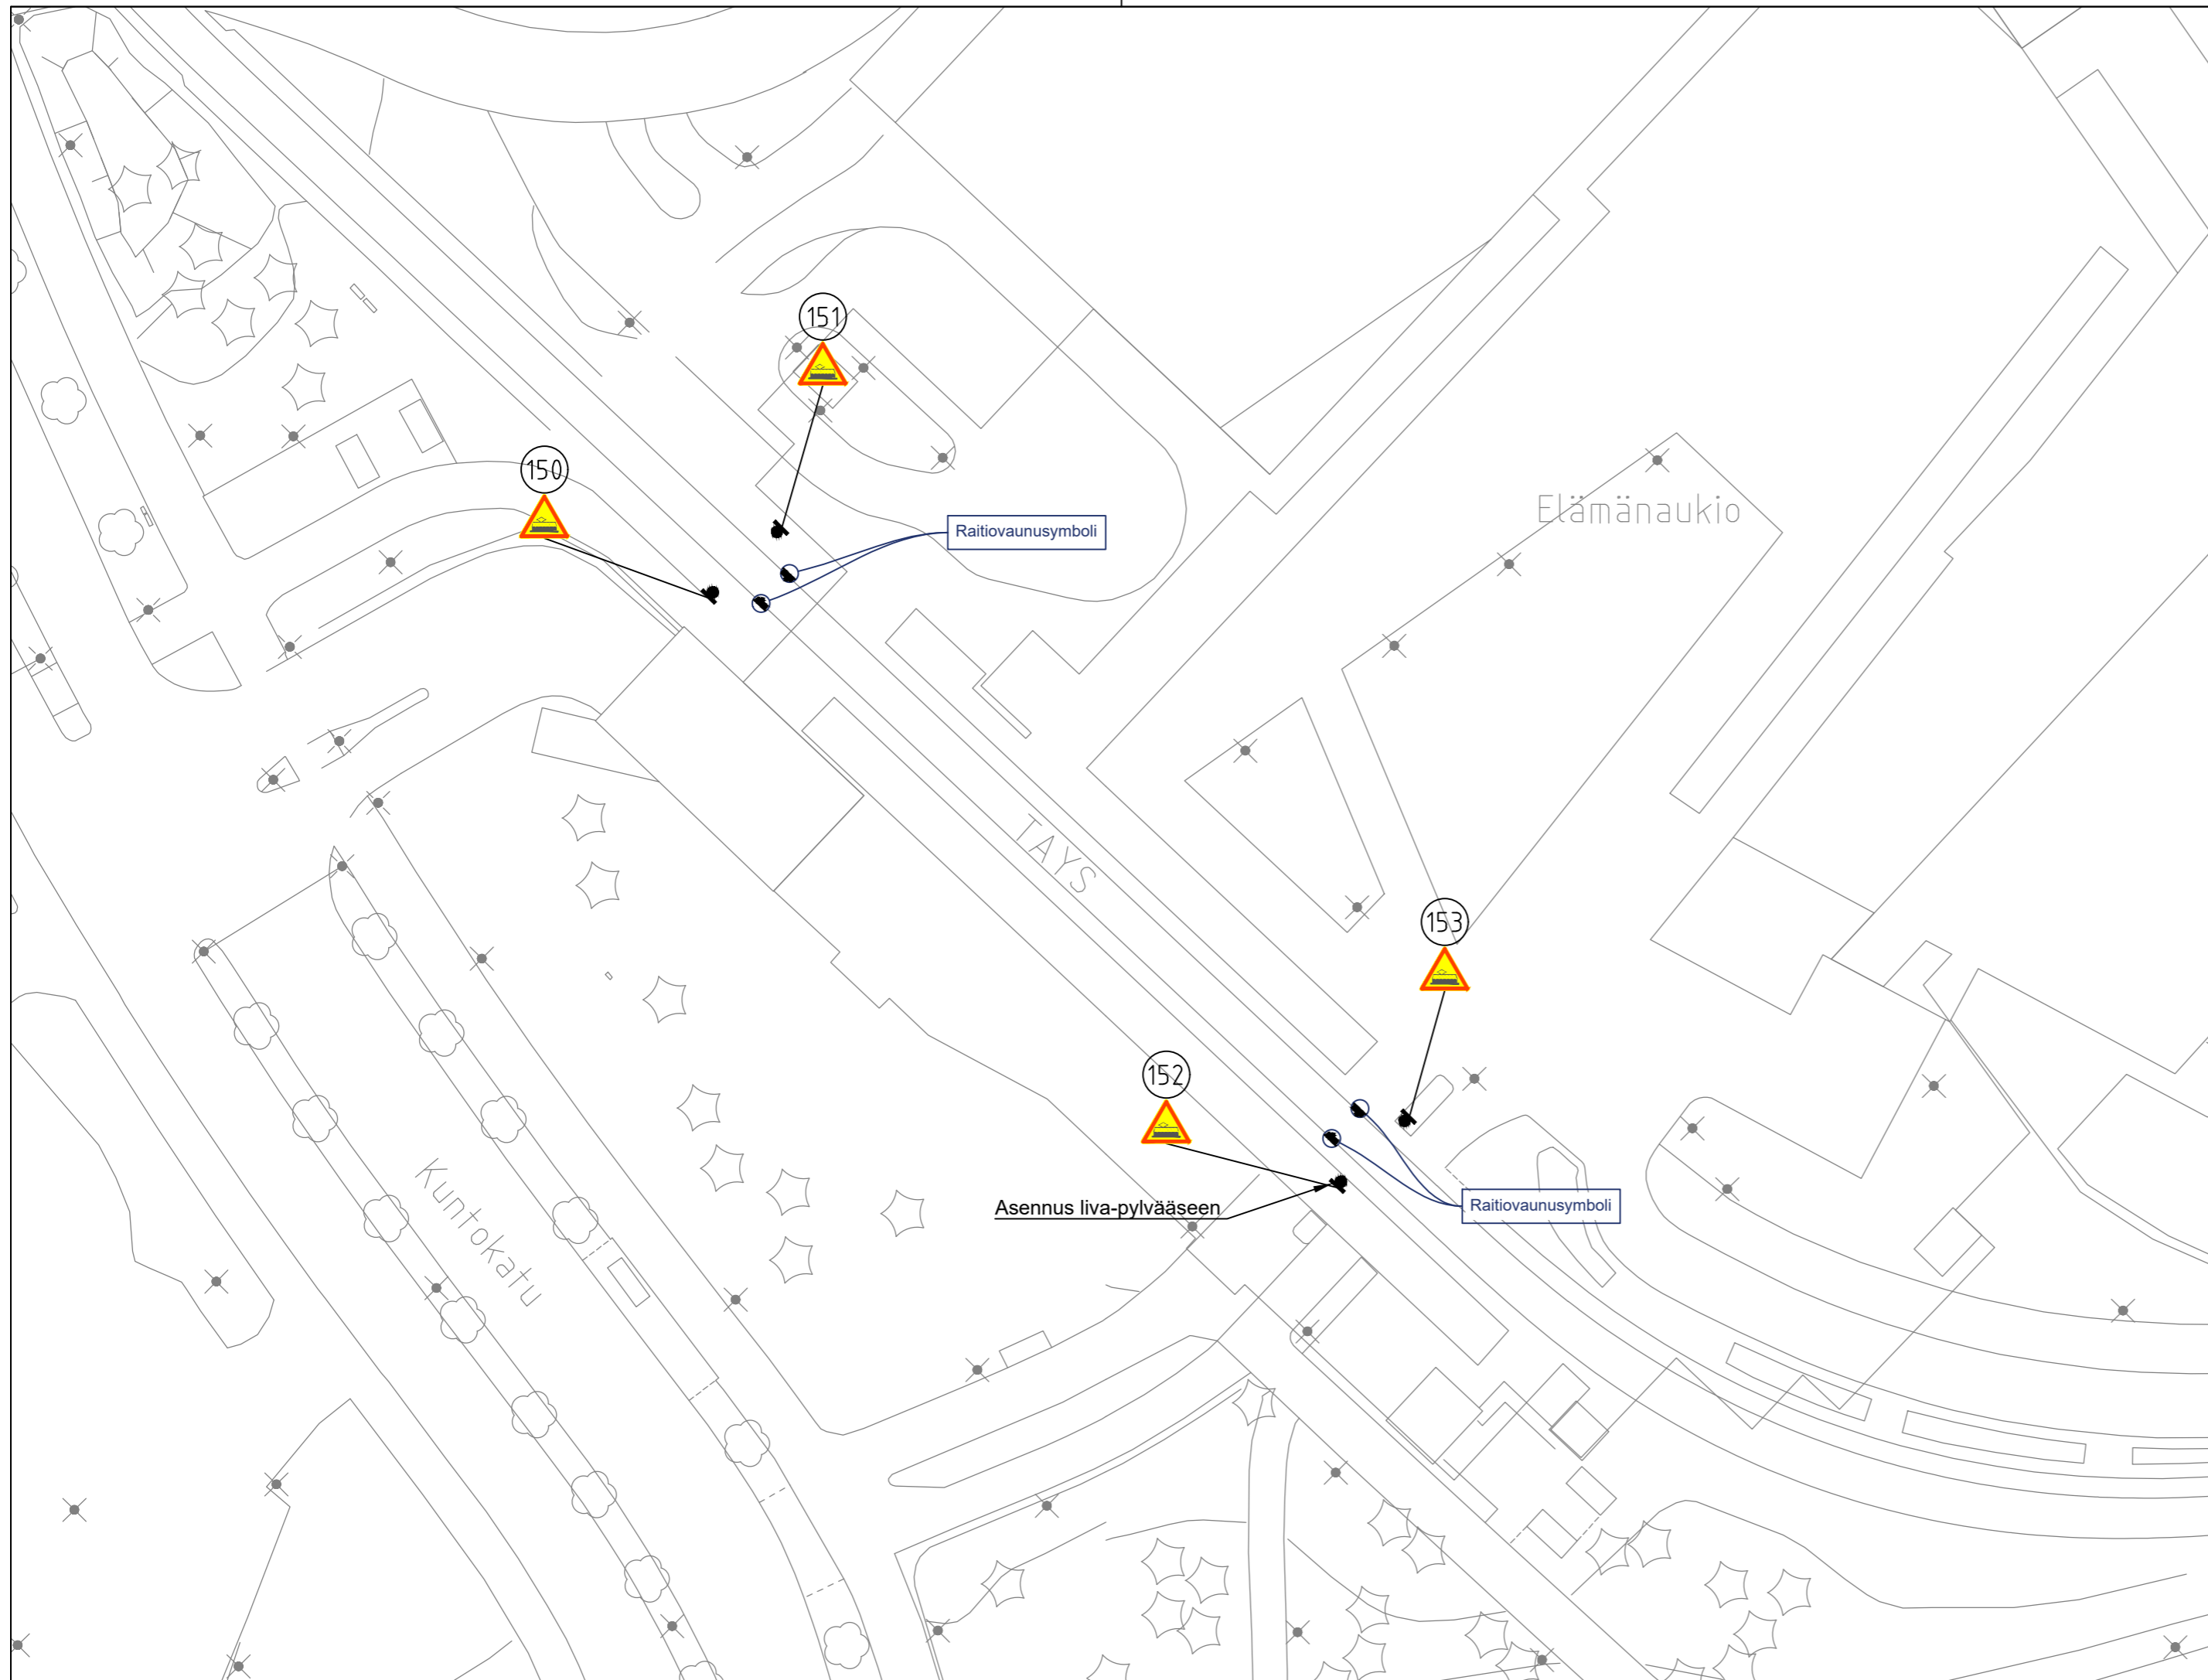 151
150
Raitiovaunusymboli
Elämänaukio
TAYS
153
152
Asennus liva-pylvääseen
Raitiovaunusymboli
Kuntokatu